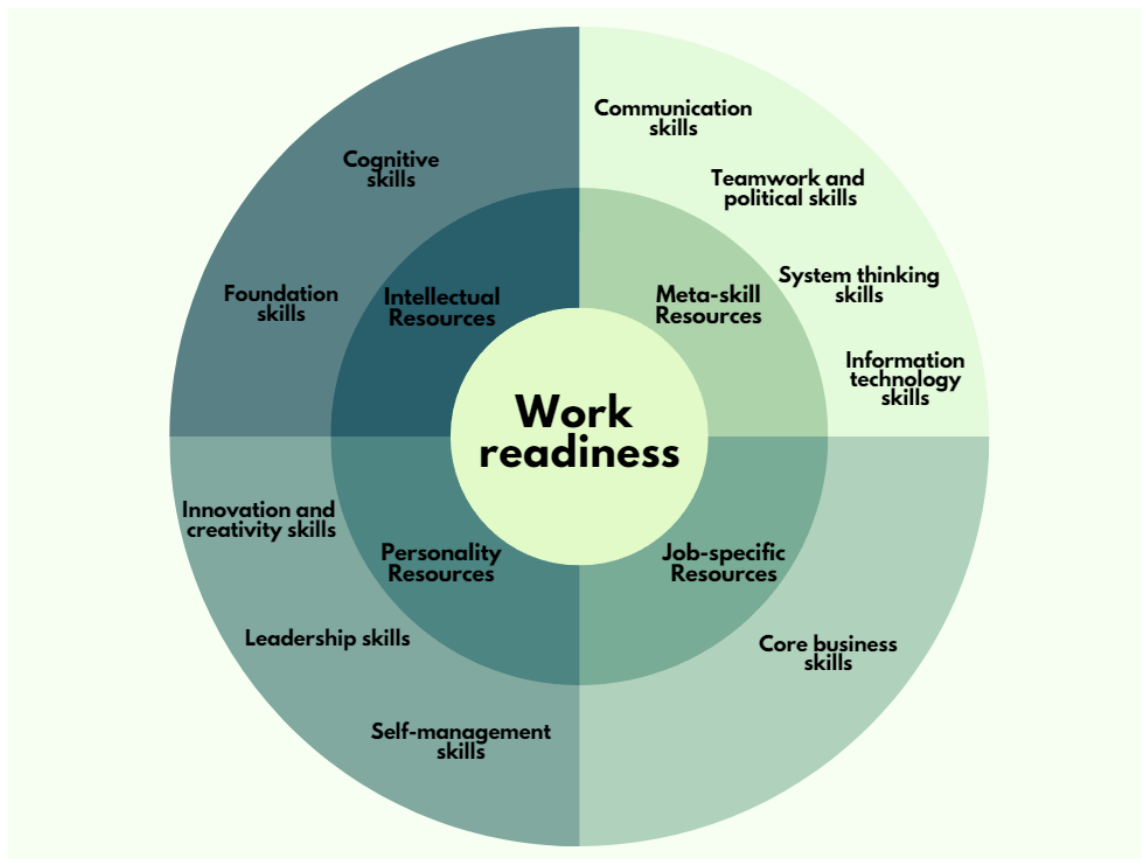 Communication
skills
Cognitive
skills
Teamwork and
political skills
System thinking
skills
Foundation
skills
Intellectual
Resources
Meta-skill
Resources
Information
technology
skills
Work
readiness
Innovation and
creativity skills
Personality
Resources
Job-specific
Resources
Leadership skills
Core business
skills
Self-management
skills